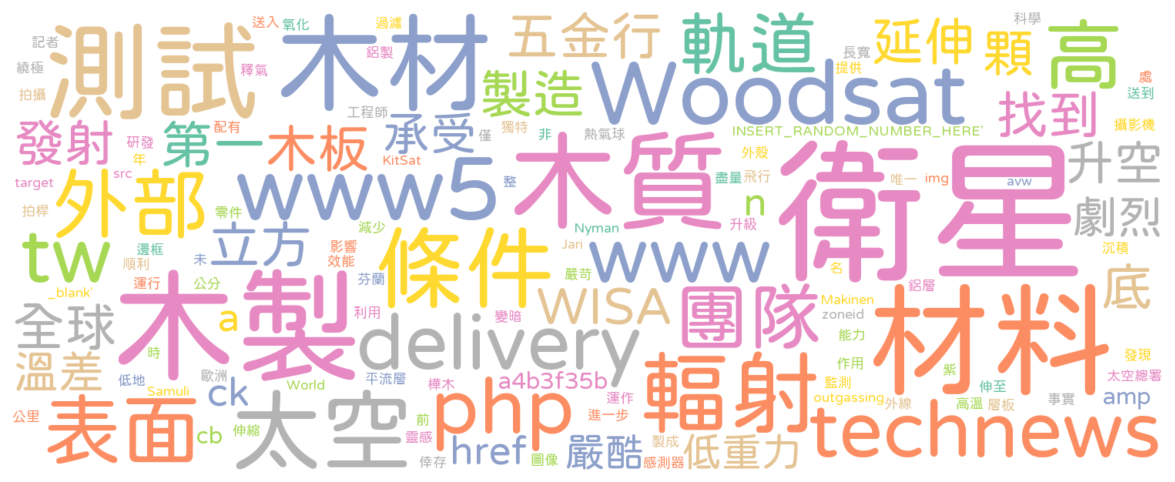 送入 氧化 過濾 科學
記者 測試 木材 鋁製 五金行 軌道 延伸 顆 高
繞極 釋氣 長寬
拍攝 製造 Woodsat 提供 處
工程師 找到 送到
發射 研發 第一 配有 木板 承受 僅 獨特 非 熱氣球 INSERT_RANDOM_NUMBER_HERE' 攝影機
年 KitSat 木質 外殼 衛星 升空
target src 外部 www5 整 盡量 飛行 唯一 img avw
拍桿 零件 n 升級 劇烈
tw 邊框 立方 減少 條件 Nyman www
順利 未 影響 效能 Jari 沉積
_blank' 運行 公分 芬蘭 嚴苛 名 鋁層 底
全球 a 木製 利用 delivery 變暗 WISA 團隊 Makinen 材料
zoneid
溫差 時 能力 發現
低地 歐洲 平流層 樺木 a4b3f35b 輻射 作用 紫 太空總署
Samuli ck World 運作 監測 伸至 amp
公里 表面 太空 前 php 進一步 outgassing 外線 高溫 層板 事實
cb 伸縮 靈感 technews
倖存 href 圖像 嚴酷 製成 感測器 低重力